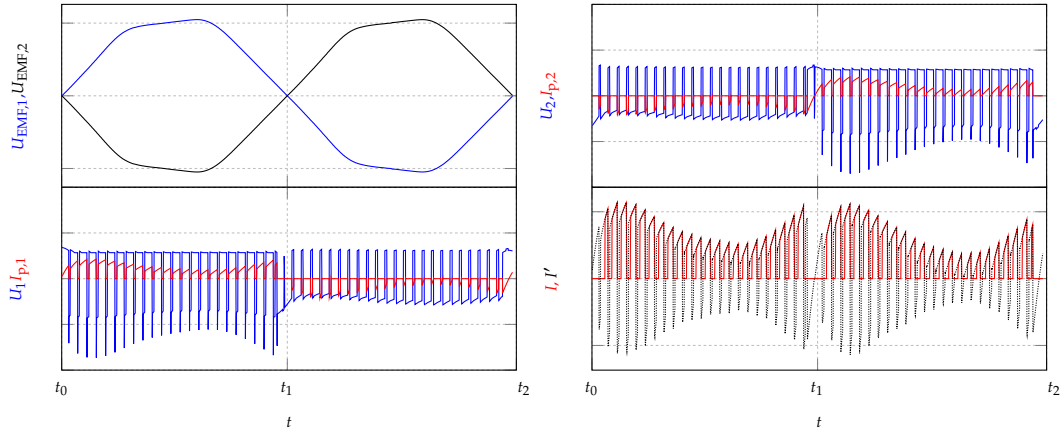 U_EMF,1, U_EMF,2
U_1 I_p,1
t_0
t_1
t_2
t
U_2, I_p,2
I, I′
t_0
t_1
t_2
t